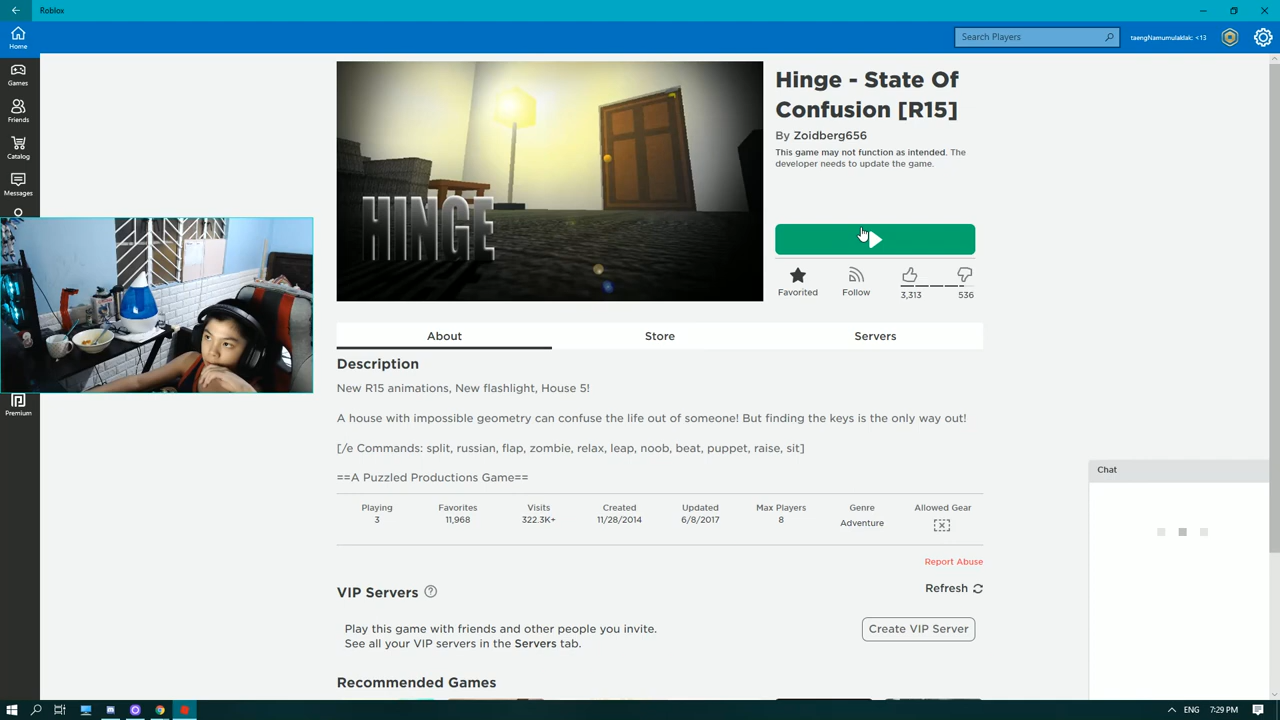 Roblox
Search Players
taengNamumulaklak: <13
Home
Games
Friends
Catalog
Messages
Premium
HINGE
Hinge - State Of
Confusion [R15]
By Zoidberg656
This game may not function as intended. The
developer needs to update the game.
Favorited
Follow
3,313
536
About
Store
Servers
Description
New R15 animations, New flashlight, House 5!
A house with impossible geometry can confuse the life out of someone! But finding the keys is the only way out!
[/e Commands: split, russian, flap, zombie, relax, leap, noob, beat, puppet, raise, sit]
==A Puzzled Productions Game==
Playing Favorites Visits Created Updated Max Players Genre Allowed Gear
3 11,968 322.3K+ 11/28/2014 6/8/2017 8 Adventure
Report Abuse
VIP Servers
Refresh
Play this game with friends and other people you invite.
See all your VIP servers in the Servers tab.
Create VIP Server
Recommended Games
Chat
ENG 7:29 PM